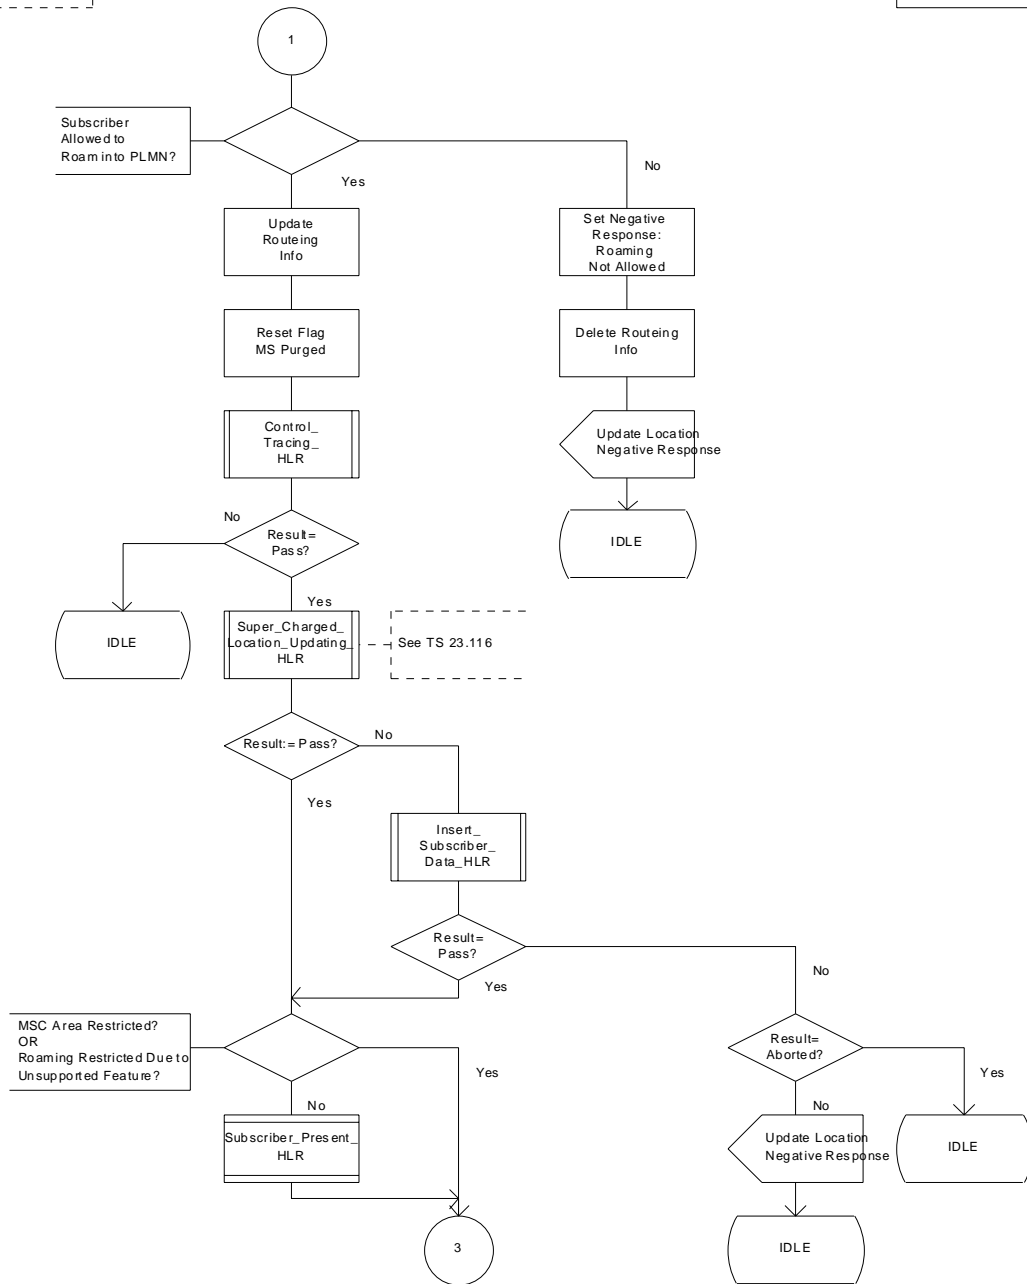 1
Subscriber
Allowed to
Roam into PLMN?
No
Yes
Update
Routeing
Info
Set Negative
Response:
Roaming
Not Allowed
Reset Flag
MS Purged
Delete Routeing
Info
Control_
Tracing_
HLR
Update Location
Negative Response
No
Result=
Pass?
IDLE
Yes
IDLE
Super_Charged_
Location_Updating_
HLR
See TS 23.116
Result:=Pass?
No
Yes
Insert_
Subscriber_
Data_HLR
Result=
Pass?
No
Yes
MSC Area Restricted?
OR
Roaming Restricted Due to
Unsupported Feature?
Yes
Result=
Aborted?
Yes
No
No
Subscriber_Present_
HLR
Update Location
Negative Response
IDLE
3
IDLE